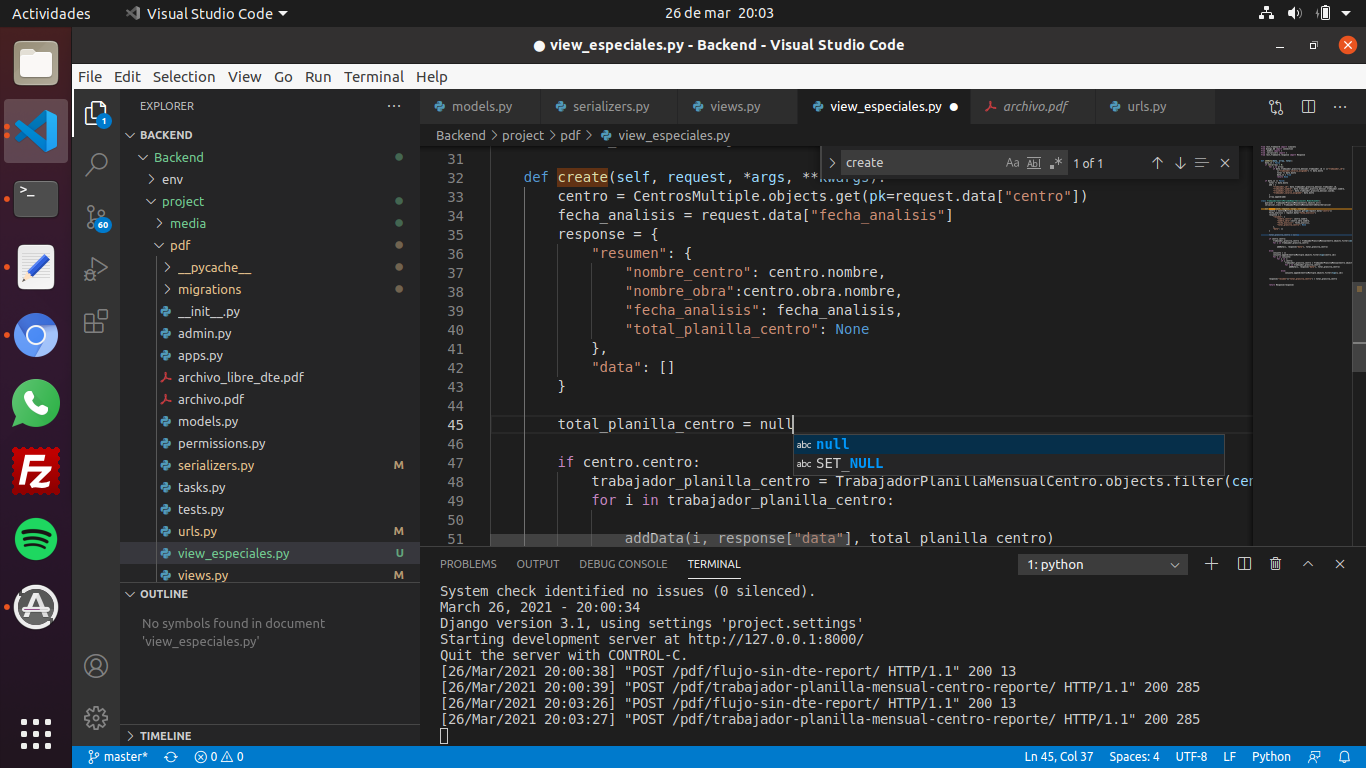 Actividades
Visual Studio Code
26 de mar 20:03
● view_especiales.py - Backend - Visual Studio Code
File Edit Selection View Go Run Terminal Help
EXPLORER
BACKEND
Backend
env
project
media
pdf
__pycache__
migrations
__init__.py
admin.py
apps.py
archivo_libre_dte.pdf
archivo.pdf
models.py
permissions.py
serializers.py M
tasks.py
tests.py
urls.py M
view_especiales.py U
views.py M
OUTLINE
No symbols found in document
'view_especiales.py'
TIMELINE
1
60
models.py serializers.py views.py view_especiales.py archivo.pdf urls.py
Backend > project > pdf > view_especiales.py
create Aa Abl .* 1 of 1
31
32 def create(self, request, *args, **kwargs):
33 centro = CentrosMultiple.objects.get(pk=request.data["centro"])
34 fecha_analisis = request.data["fecha_analisis"]
35 response = {
36 "resumen": {
37 "nombre_centro": centro.nombre,
38 "nombre_obra":centro.obra.nombre,
39 "fecha_analisis": fecha_analisis,
40 "total_planilla_centro": None
41 },
42 "data": []
43 }
44
45 total_planilla_centro = null
abc null
abc SET_NULL
46
47 if centro.centro:
48 trabajador_planilla_centro = TrabajadorPlanillaMensualCentro.objects.filter(cen
49 for i in trabajador_planilla_centro:
50
51 addData(i, response["data"], total_planilla_centro)
PROBLEMS OUTPUT DEBUG CONSOLE TERMINAL
1: python
System check identified no issues (0 silenced).
March 26, 2021 - 20:00:34
Django version 3.1, using settings 'project.settings'
Starting development server at http://127.0.0.1:8000/
Quit the server with CONTROL-C.
[26/Mar/2021 20:00:38] "POST /pdf/flujo-sin-dte-report/ HTTP/1.1" 200 13
[26/Mar/2021 20:00:39] "POST /pdf/trabajador-planilla-mensual-centro-reporte/ HTTP/1.1" 200 285
[26/Mar/2021 20:03:26] "POST /pdf/flujo-sin-dte-report/ HTTP/1.1" 200 13
[26/Mar/2021 20:03:27] "POST /pdf/trabajador-planilla-mensual-centro-reporte/ HTTP/1.1" 200 285
master* 0 0
Ln 45, Col 37 Spaces: 4 UTF-8 LF Python